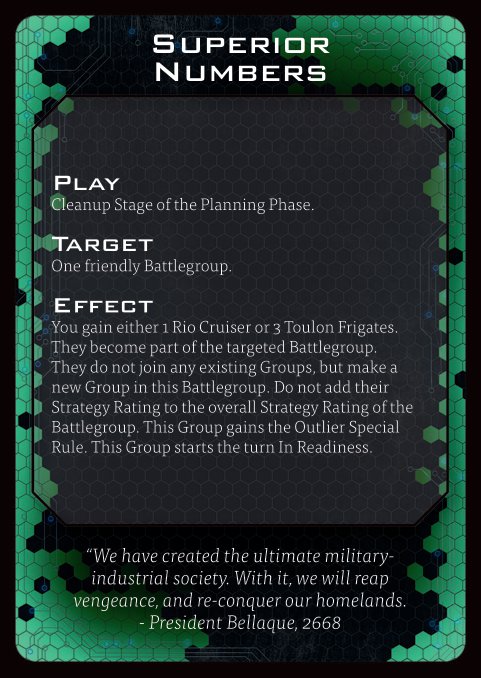 Superior
Numbers
Play
Cleanup Stage of the Planning Phase.
Target
One friendly Battlegroup.
Effect
You gain either 1 Rio Cruiser or 3 Toulon Frigates.
They become part of the targeted Battlegroup.
They do not join any existing Groups, but make a
new Group in this Battlegroup. Do not add their
Strategy Rating to the overall Strategy Rating of the
Battlegroup. This Group gains the Outlier Special
Rule. This Group starts the turn In Readiness.
“We have created the ultimate military-
industrial society. With it, we will reap
vengeance, and re-conquer our homelands.
- President Bellaque, 2668